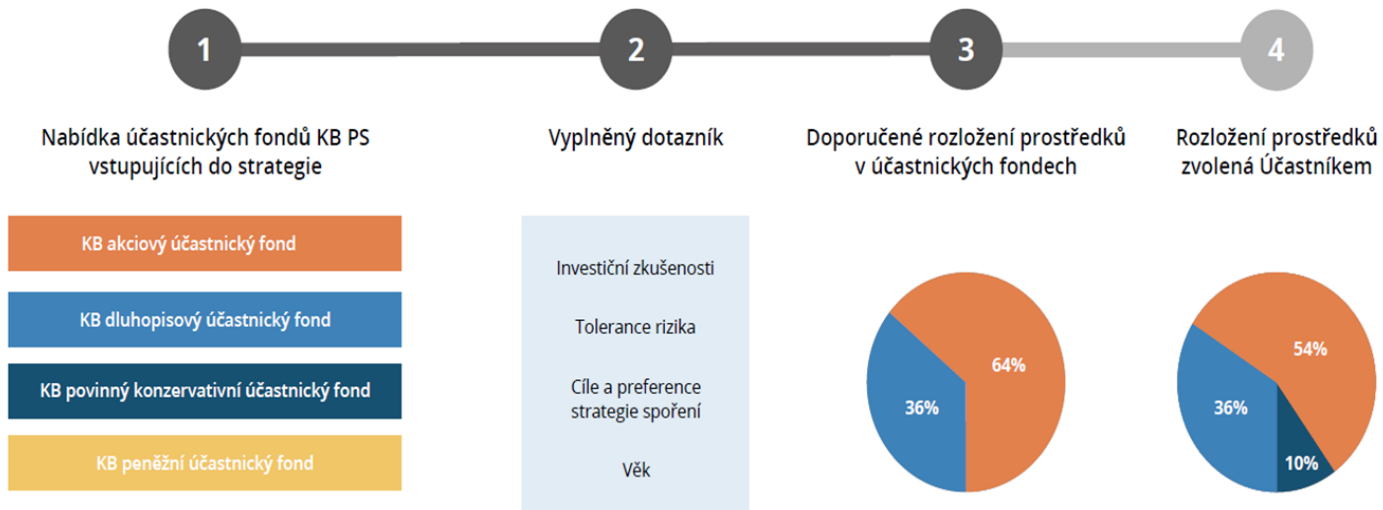 1
2
3
4
Nabídka účastnických fondů KB PS
vstupujících do strategie
Vyplněný dotazník
Doporučené rozložení prostředků
v účastnických fondech
Rozložení prostředků
zvolená Účastníkem
KB akciový účastnický fond
KB dluhopisový účastnický fond
KB povinný konzervativní účastnický fond
KB peněžní účastnický fond
Investiční zkušenosti
Tolerance rizika
Cíle a preference
strategie spoření
Věk
64%
36%
54%
36%
10%